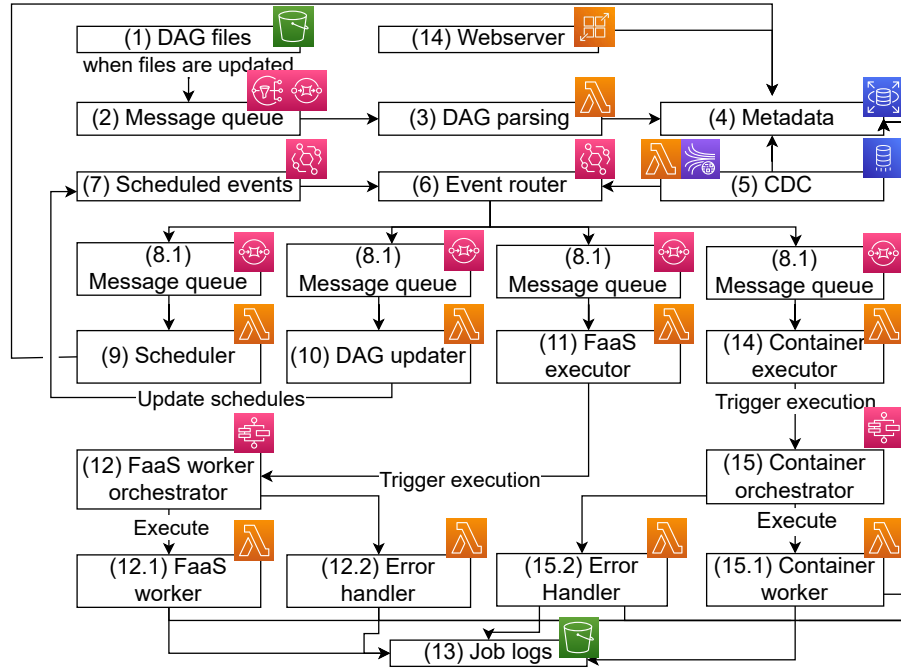 (1) DAG files
(14) Webserver
when files are updated
(2) Message queue
(3) DAG parsing
(4) Metadata
(7) Scheduled events
(6) Event router
(5) CDC
(8.1)
Message queue
(8.1)
Message queue
(8.1)
Message queue
(8.1)
Message queue
(9) Scheduler
(10) DAG updater
(11) FaaS
executor
(14) Container
executor
Update schedules
Trigger execution
(12) FaaS worker
orchestrator
Trigger execution
(15) Container
orchestrator
Execute
Execute
(12.1) FaaS
worker
(12.2) Error
handler
(15.2) Error
Handler
(15.1) Container
worker
(13) Job logs